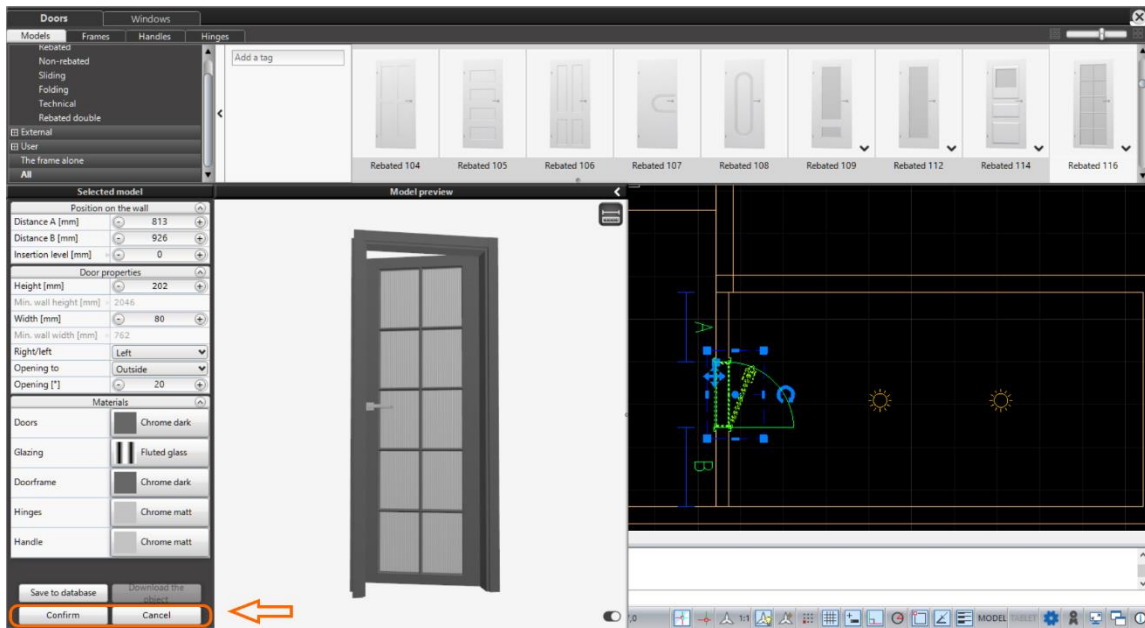 Doors Windows
Models Frames Handles Hinges
Rebated
Non-rebated
Sliding
Folding
Technical
Rebated double
External
User
The frame alone
All
Add a tag
Rebated 104 Rebated 105 Rebated 106 Rebated 107 Rebated 108 Rebated 109 Rebated 112 Rebated 114 Rebated 116
Selected model
Position on the wall
Distance A [mm] 813
Distance B [mm] 926
Insertion level [mm] 0
Door properties
Height [mm] 202
Min. wall height [mm] 2046
Width [mm] 80
Min. wall width [mm] 762
Right/left Left
Opening to Outside
Opening [°] 20
Materials
Doors Chrome dark
Glazing Fluted glass
Doorframe Chrome dark
Hinges Chrome matt
Handle Chrome matt
Save to database Download the object
Confirm Cancel
Model preview
A
B
1:1 MODEL TABLET